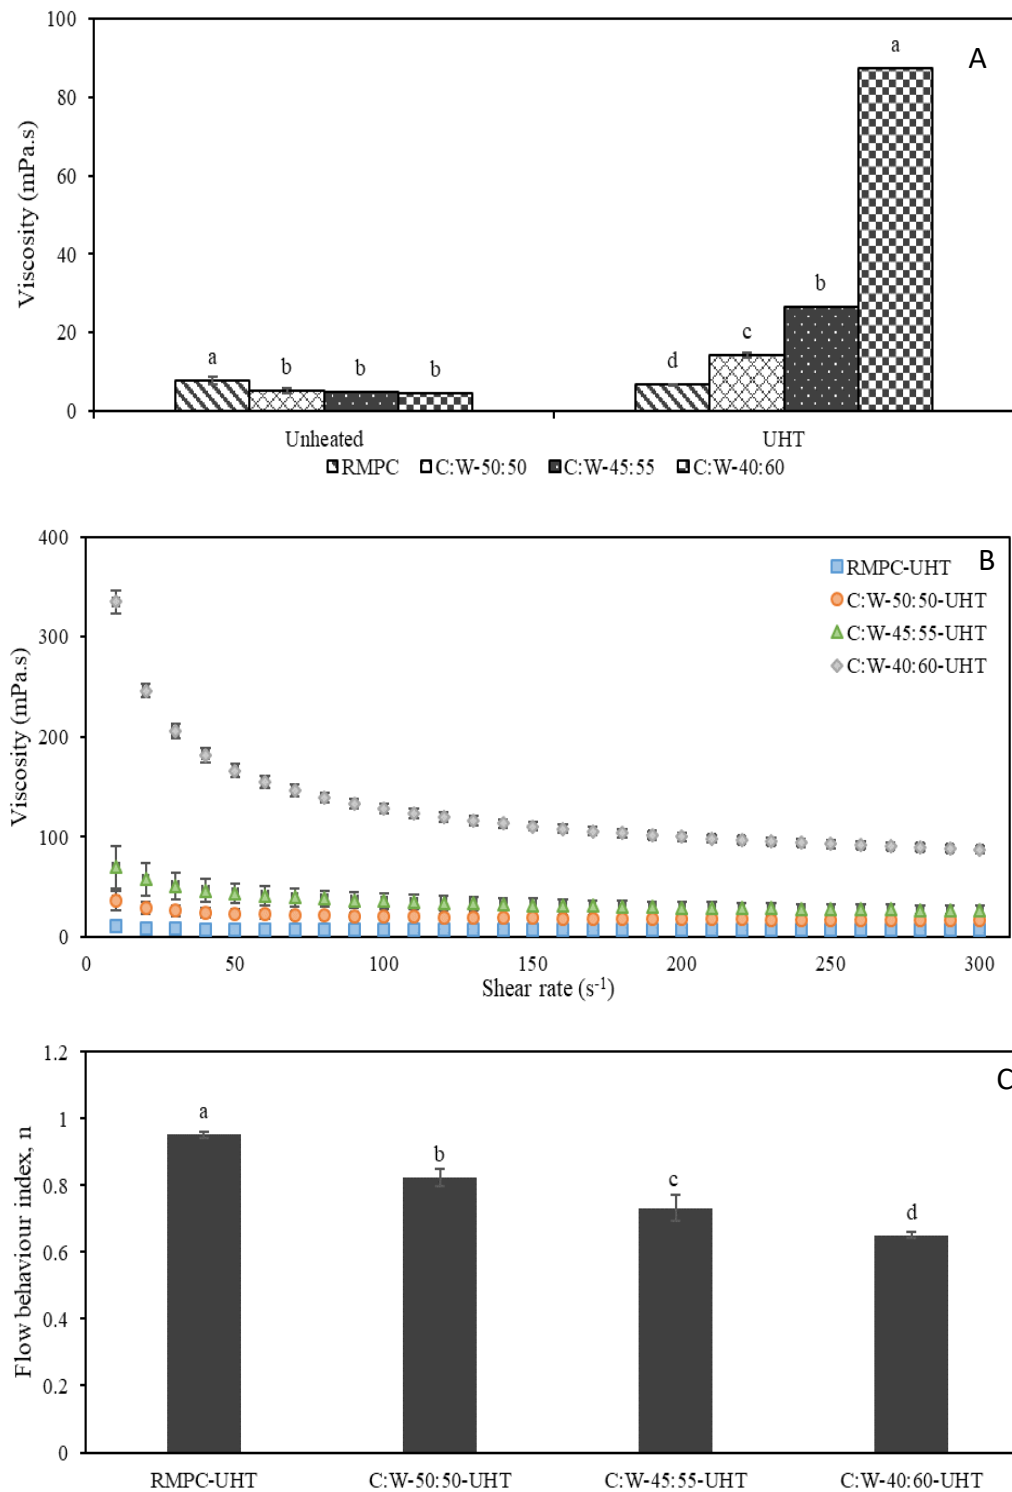 100
A
a
80
60
Viscosity (mPa.s)
40
b
20
c
a
b
b
b
d
0
Unheated
UHT
RMPC C:W-50:50 C:W-45:55 C:W-40:60
400
B
RMPC-UHT
C:W-50:50-UHT
C:W-45:55-UHT
C:W-40:60-UHT
300
Viscosity (mPa.s)
200
100
0
0 50 100 150 200 250 300
Shear rate (s⁻¹)
1.2
C
a
1
b
c
d
0.8
0.6
Flow behaviour index, n
0.4
0.2
0
RMPC-UHT C:W-50:50-UHT C:W-45:55-UHT C:W-40:60-UHT